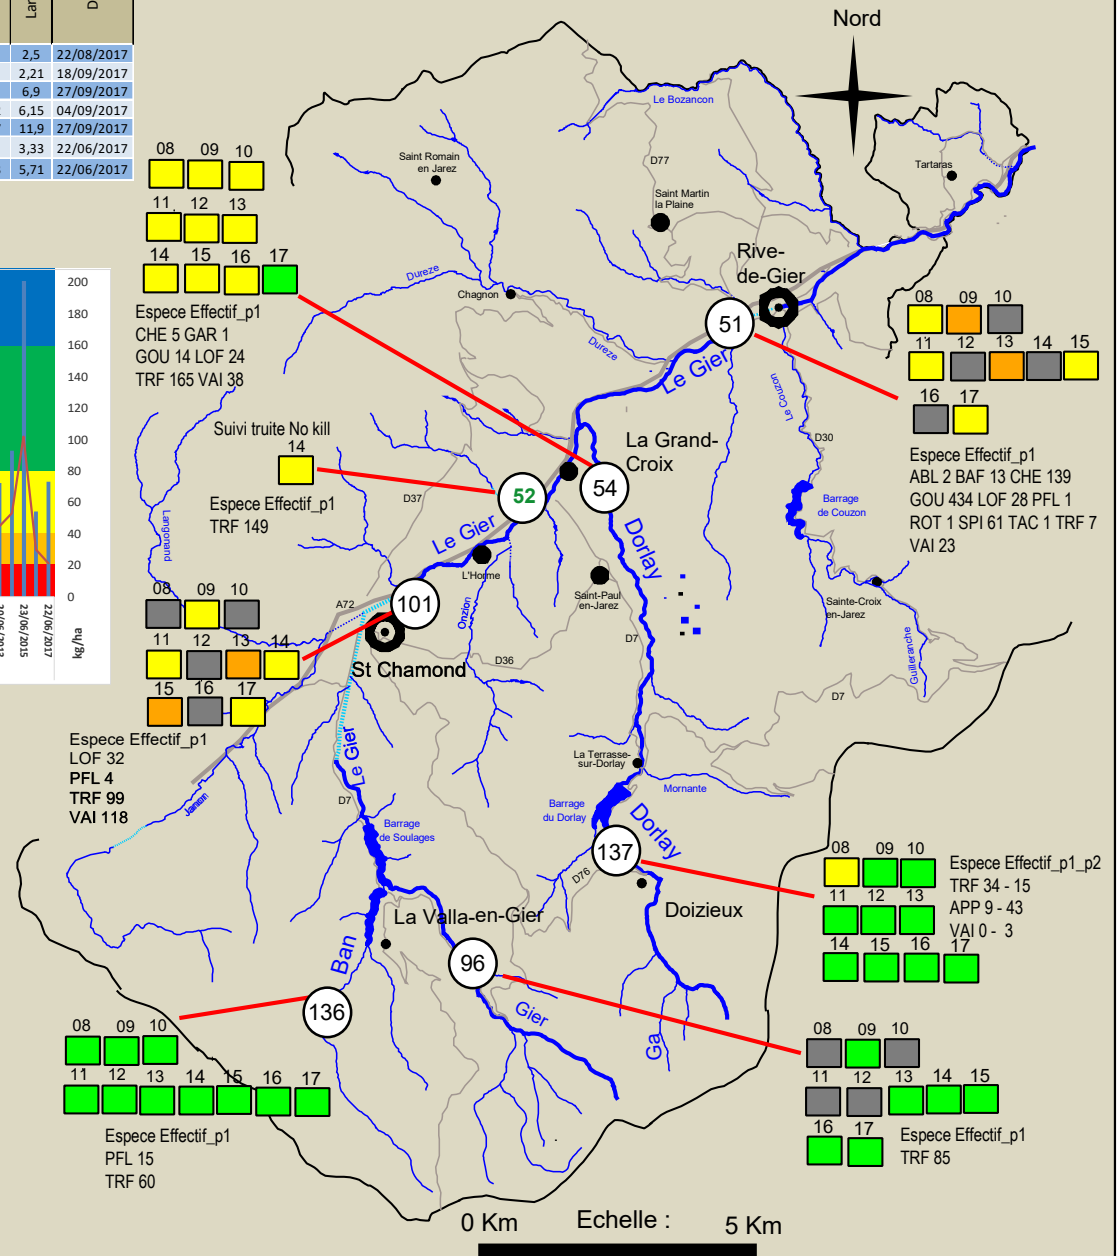 2,5 22/08/2017
2,21 18/09/2017
6,9 27/09/2017
6,15 04/09/2017
11,9 27/09/2017
3,33 22/06/2017
5,71 22/06/2017
200
180
160
140
120
100
80
60
40
20
0
23/06/2015
22/06/2017
kg/ha
Nord
08 09 10
11 12 13
14 15 16 17
Espece Effectif_p1
CHE 5 GAR 1
GOU 14 LOF 24
TRF 165 VAI 38
Saint Romain
en Jarez
Le Bozancon
D77
Saint Martin
la Plaine
Tartaras
Dureze
Chagnon
Dureze
Rive-
de-Gier
51
Le Gier
Le Couzon
D30
08 09 10
11 12 13 14 15
16 17
Espece Effectif_p1
ABL 2 BAF 13 CHE 139
GOU 434 LOF 28 PFL 1
ROT 1 SPI 61 TAC 1 TRF 7
VAI 23
Suivi truite No kill
14
Espece Effectif_p1
TRF 149
D37
Langonand
La Grand-
Croix
52
54
Le Gier
L'Horme
Onzion
Dorlay
Saint-Paul
en-Jarez
D7
Barrage
de Couzon
Sainte-Croix
en-Jarez
Guilleranche
D7
A72
101
St Chamond
D36
08 09 10
11 12 13 14
15 16 17
Espece Effectif_p1
LOF 32
PFL 4
TRF 99
VAI 118
Janon
Le Gier
D7
Barrage
de Soulages
La Terrasse-
sur-Dorlay
Mornante
Barrage
du Dorlay
Dorlay
137
D76
Doizieux
08 09 10
11 12 13
14 15 16 17
Espece Effectif_p1_p2
TRF 34 - 15
APP 9 - 43
VAI 0 - 3
La Valla-en-Gier
Ban
96
136
Gier
Ga
08 09 10
11 12 13 14 15 16 17
Espece Effectif_p1
PFL 15
TRF 60
08 09 10
11 12 13 14 15
16 17
Espece Effectif_p1
TRF 85
0 Km Echelle : 5 Km